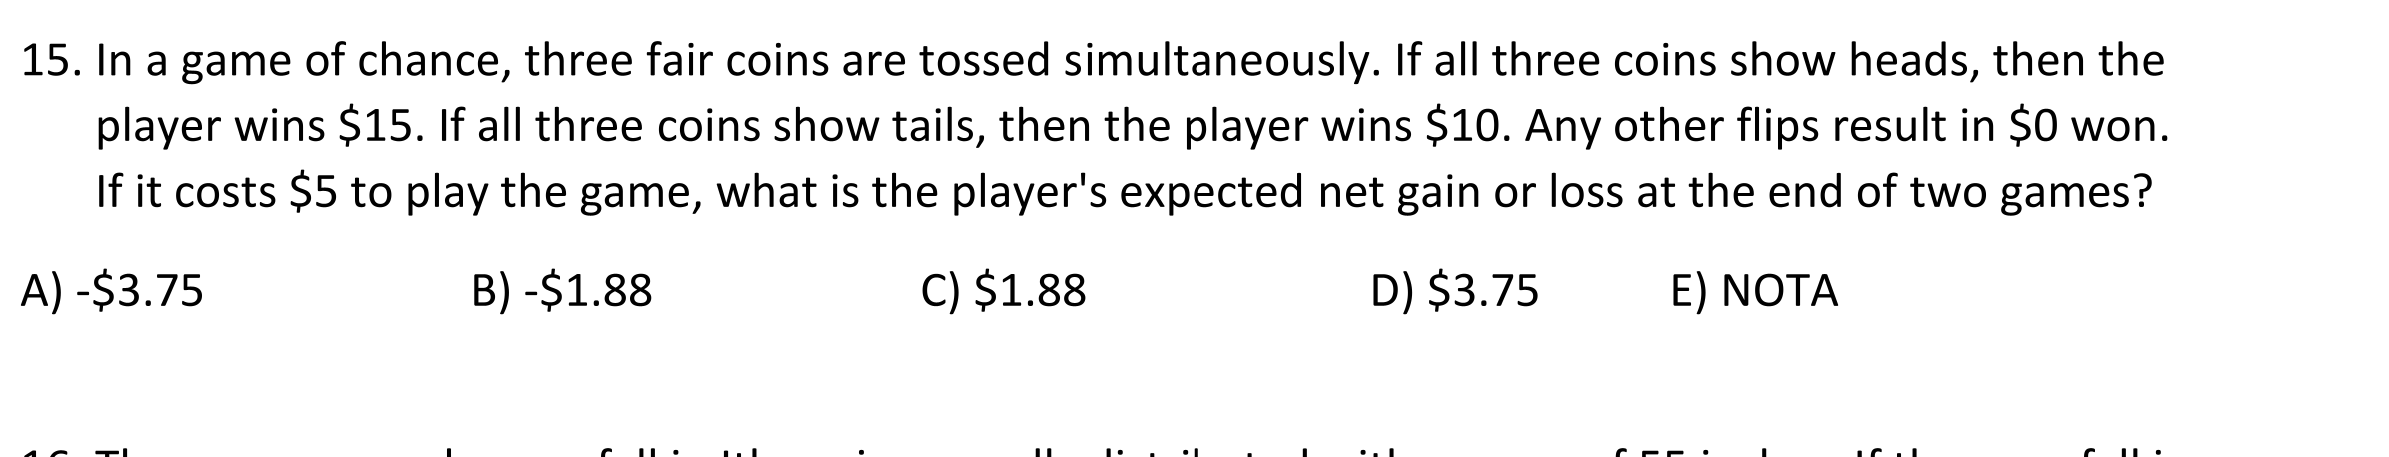 15. In a game of chance, three fair coins are tossed simultaneously. If all three coins show heads, then the
player wins $15. If all three coins show tails, then the player wins $10. Any other flips result in $0 won.
If it costs $5 to play the game, what is the player's expected net gain or loss at the end of two games?
A) -$3.75 B) -$1.88 C) $1.88 D) $3.75 E) NOTA